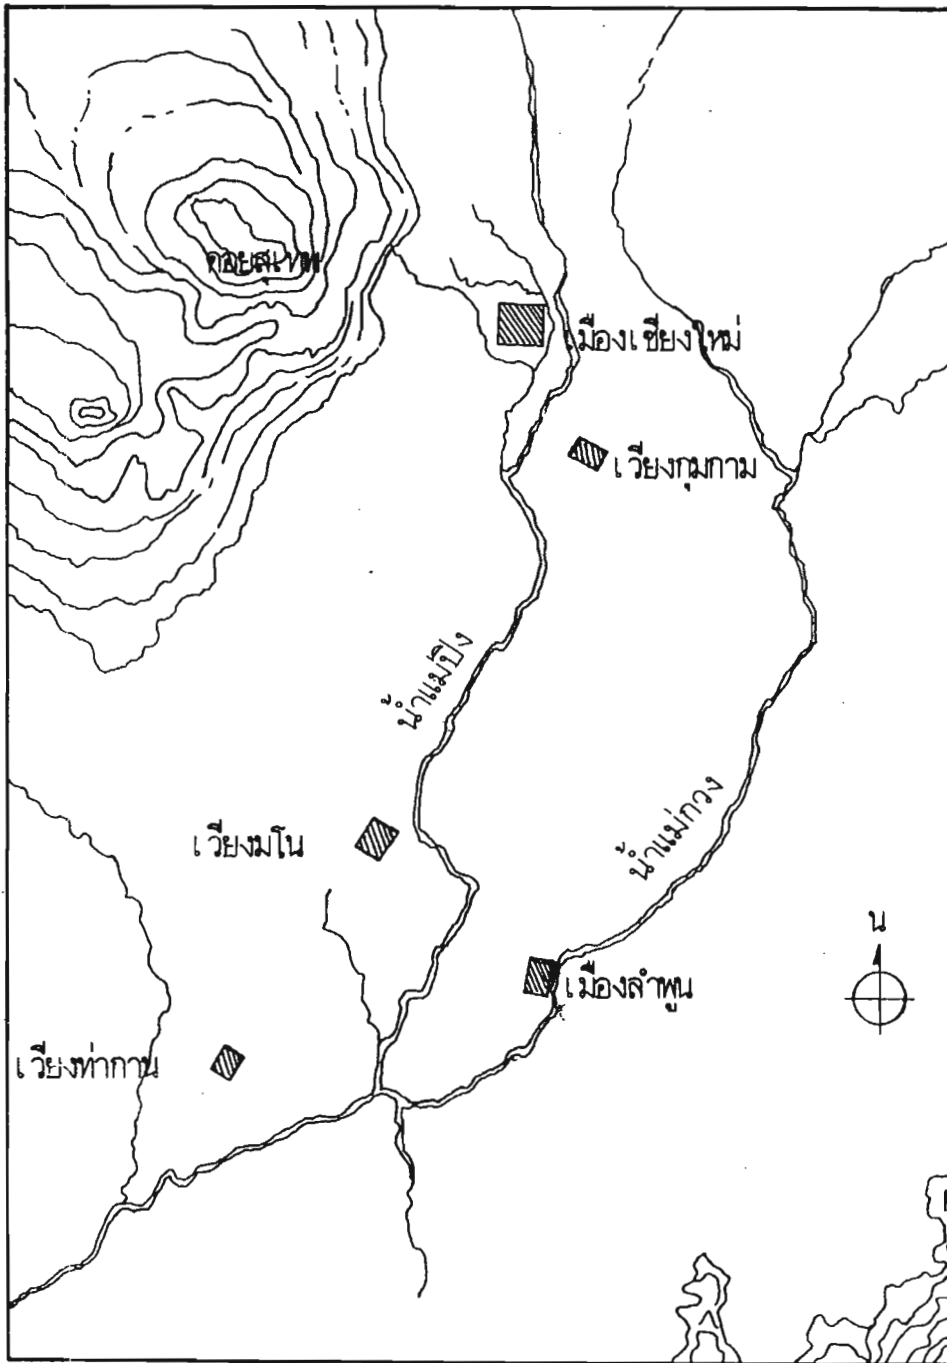 ดอยสุเทพ
เมืองเชียงใหม่
เวียงกุมกาม
น้ำแม่ปิง
น้ำแม่กวง
เวียงมโน
น
เมืองลำพูน
เวียงท่ากาน